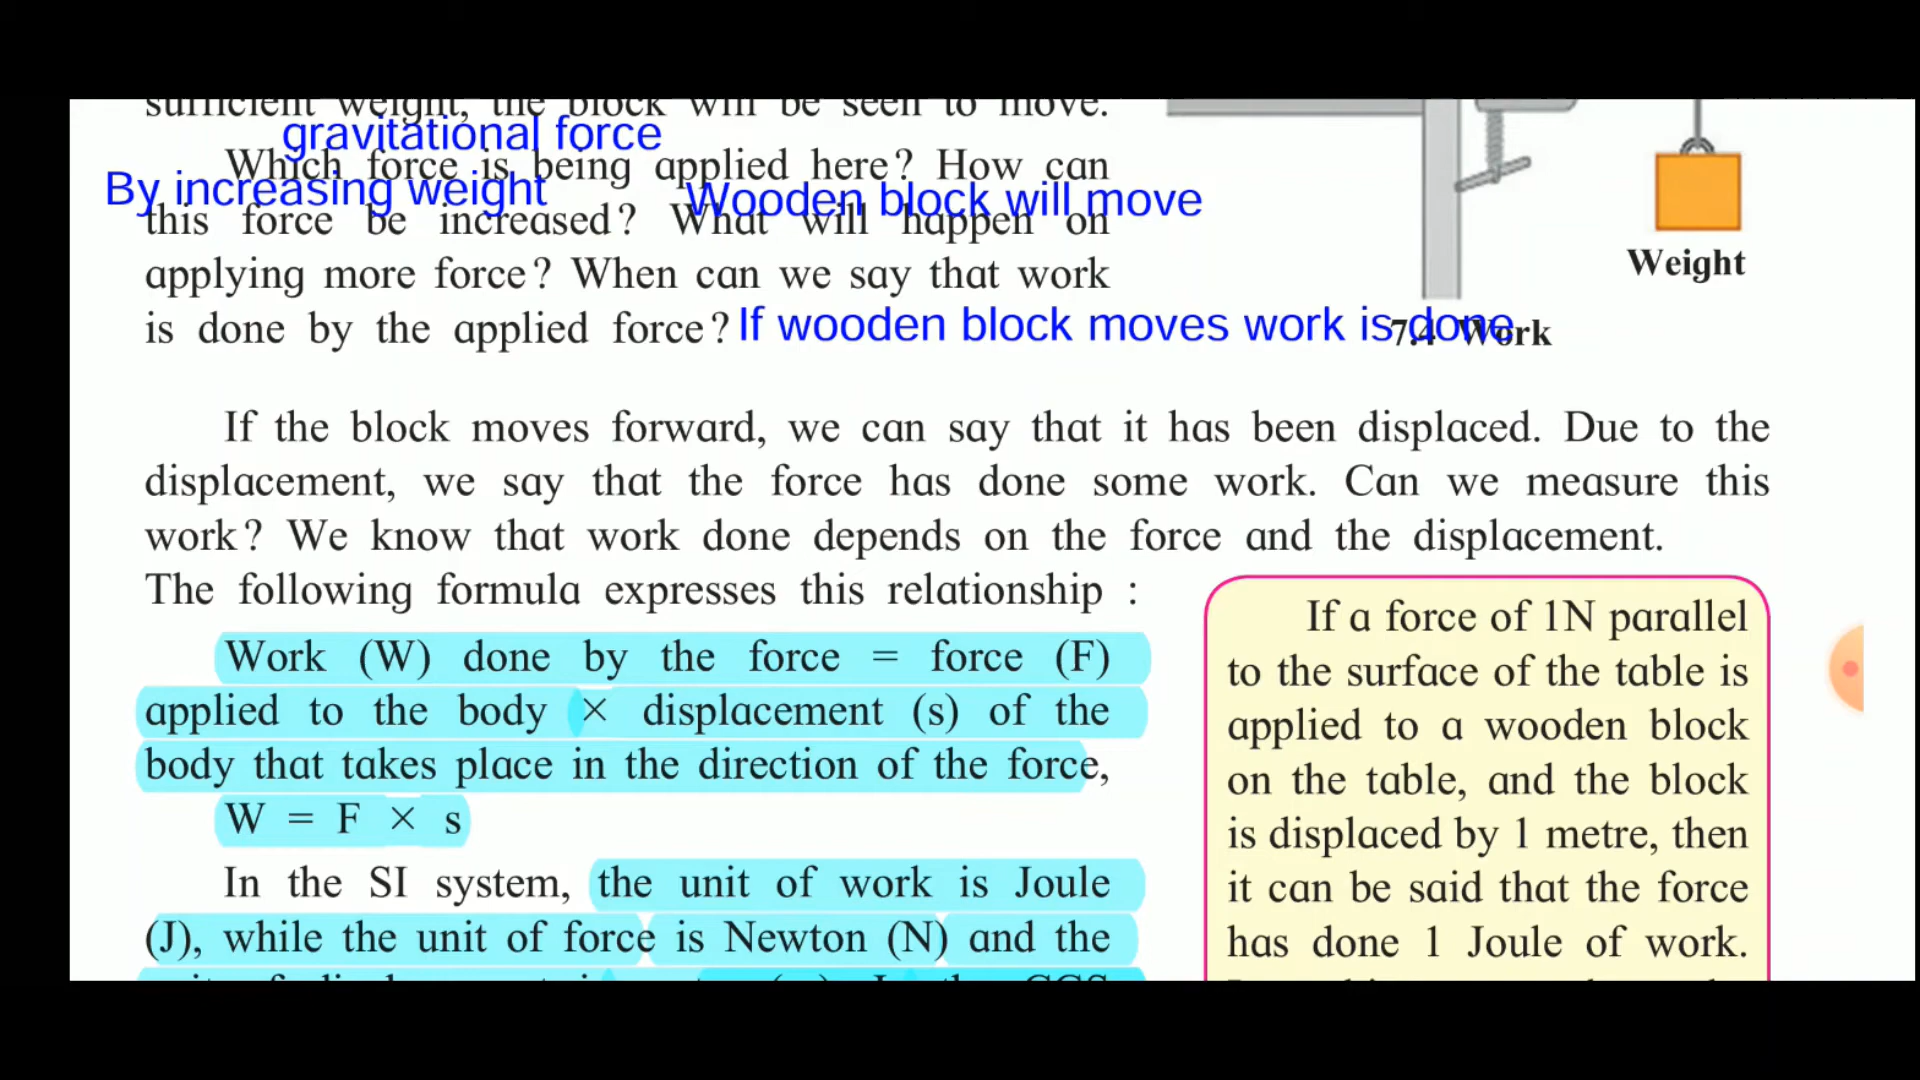 sufficient weight, the block will be seen to move.
gravitational force
Which force is being applied here? How can
By increasing weight
Wooden block will move
this force be increased? What will happen on
applying more force? When can we say that work
is done by the applied force?
If wooden block moves work is done
Weight
7.4 Work
If the block moves forward, we can say that it has been displaced. Due to the
displacement, we say that the force has done some work. Can we measure this
work? We know that work done depends on the force and the displacement.
The following formula expresses this relationship :
Work (W) done by the force = force (F)
applied to the body × displacement (s) of the
body that takes place in the direction of the force,
W = F × s
In the SI system, the unit of work is Joule
(J), while the unit of force is Newton (N) and the
If a force of 1N parallel
to the surface of the table is
applied to a wooden block
on the table, and the block
is displaced by 1 metre, then
it can be said that the force
has done 1 Joule of work.